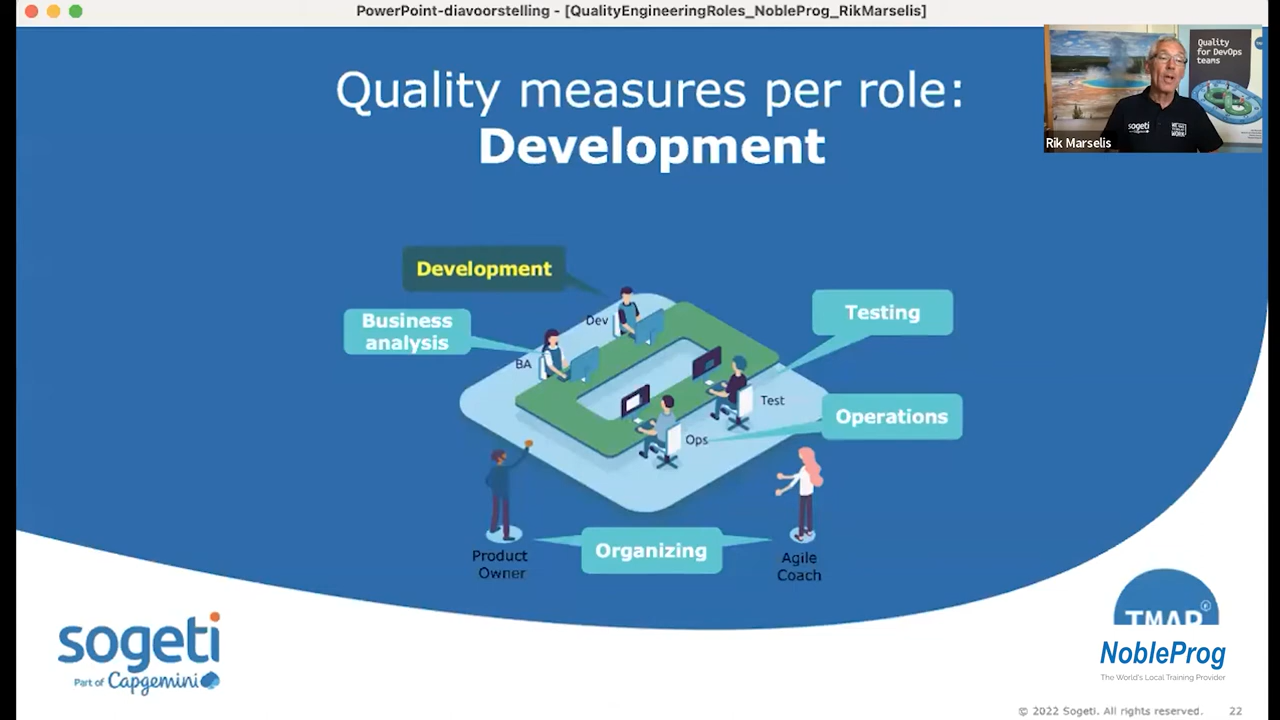 PowerPoint-diavoorstelling - [QualityEngineeringRoles_NobleProg_RikMarselis]
Quality measures per role:
Development
Quality
for DevOps
teams
sogeti
Rik Marselis
Development
Business
analysis
Dev
BA
Testing
Test
Operations
Ops
Organizing
Product
Owner
Agile
Coach
sogeti
Part of Capgemini
TMAP
NobleProg
The World's Local Training Provider
© 2022 Sogeti. All rights reserved. 22